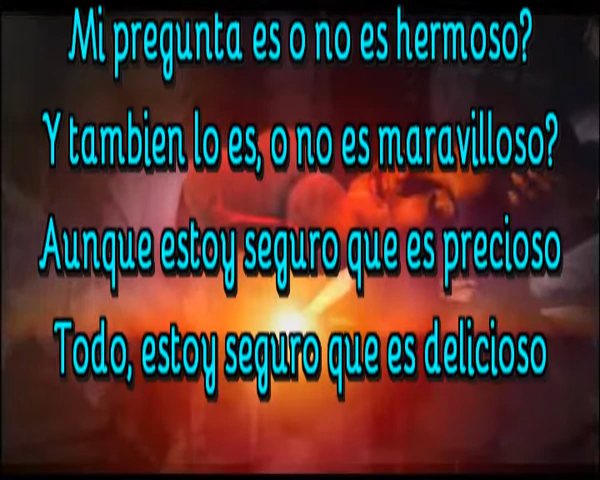 Mi pregunta es o no es hermoso?
Y tambien lo es, o no es maravilloso?
Aunque estoy seguro que es precioso
Todo, estoy seguro que es delicioso